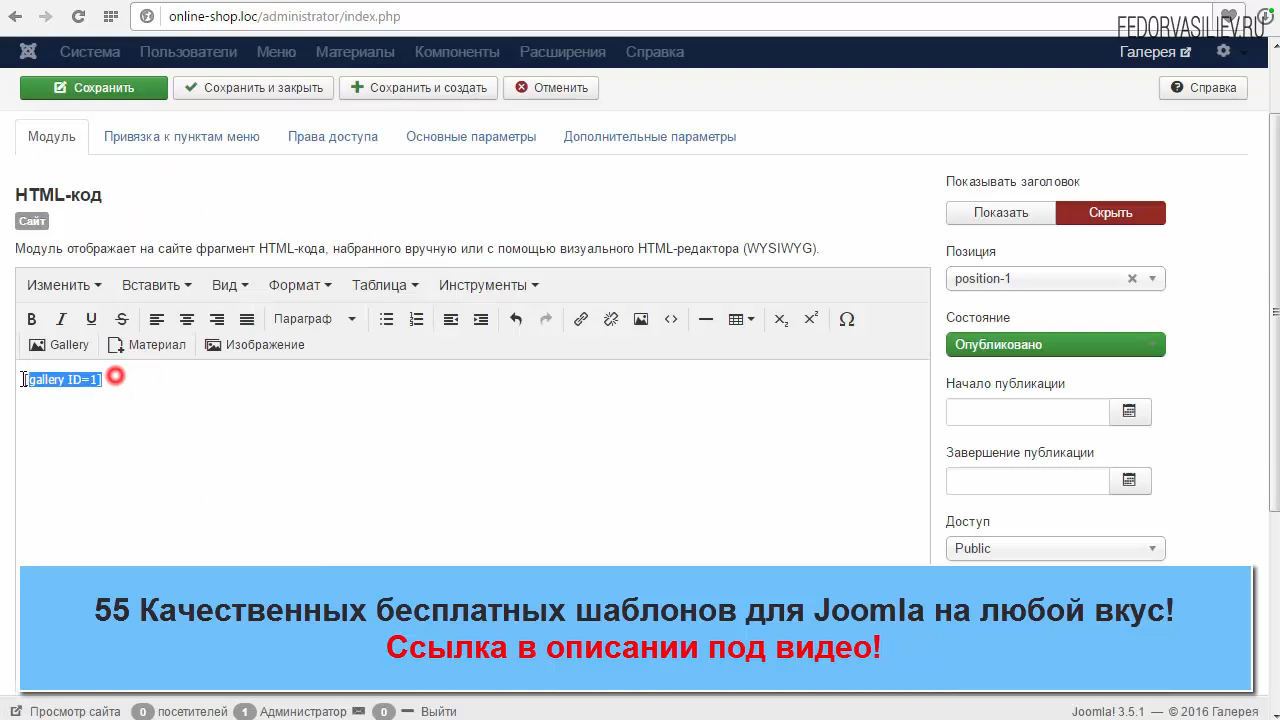 online-shop.loc/administrator/index.php
FEDORVASILIEV.RU
Система Пользователи Меню Материалы Компоненты Расширения Справка Галерея
Сохранить Сохранить и закрыть Сохранить и создать Отменить Справка
Модуль Привязка к пунктам меню Права доступа Основные параметры Дополнительные параметры
HTML-код
Сайт
Модуль отображает на сайте фрагмент HTML-кода, набранного вручную или с помощью визуального HTML-редактора (WYSIWYG).
Изменить Вставить Вид Формат Таблица Инструменты
B I U S Параграф
Gallery Материал Изображение
[gallery ID=1]
Показывать заголовок
Показать Скрыть
Позиция
position-1
Состояние
Опубликовано
Начало публикации
Завершение публикации
Доступ
Public
55 Качественных бесплатных шаблонов для Joomla на любой вкус!
Ссылка в описании под видео!
Просмотр сайта 0 посетителей 1 Администратор 0 Выйти Joomla! 3.5.1 — © 2016 Галерея